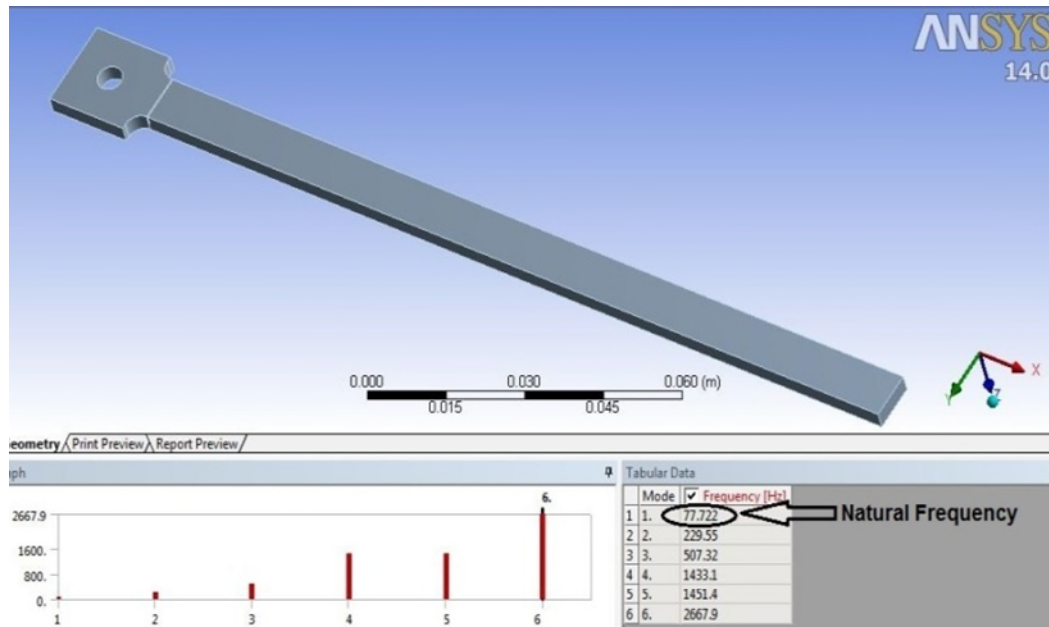 ANSYS
14.0
0.000 0.030 0.060 (m)
0.015 0.045
X
Y
Z
eometry Print Preview Report Preview
ph
Tabular Data
6.
2667.9
1600.
800.
0.
1 2 3 4 5 6
Mode Frequency [Hz]
1 1. 77.722
2 2. 229.55
3 3. 507.32
4 4. 1433.1
5 5. 1451.4
6 6. 2667.9
Natural Frequency